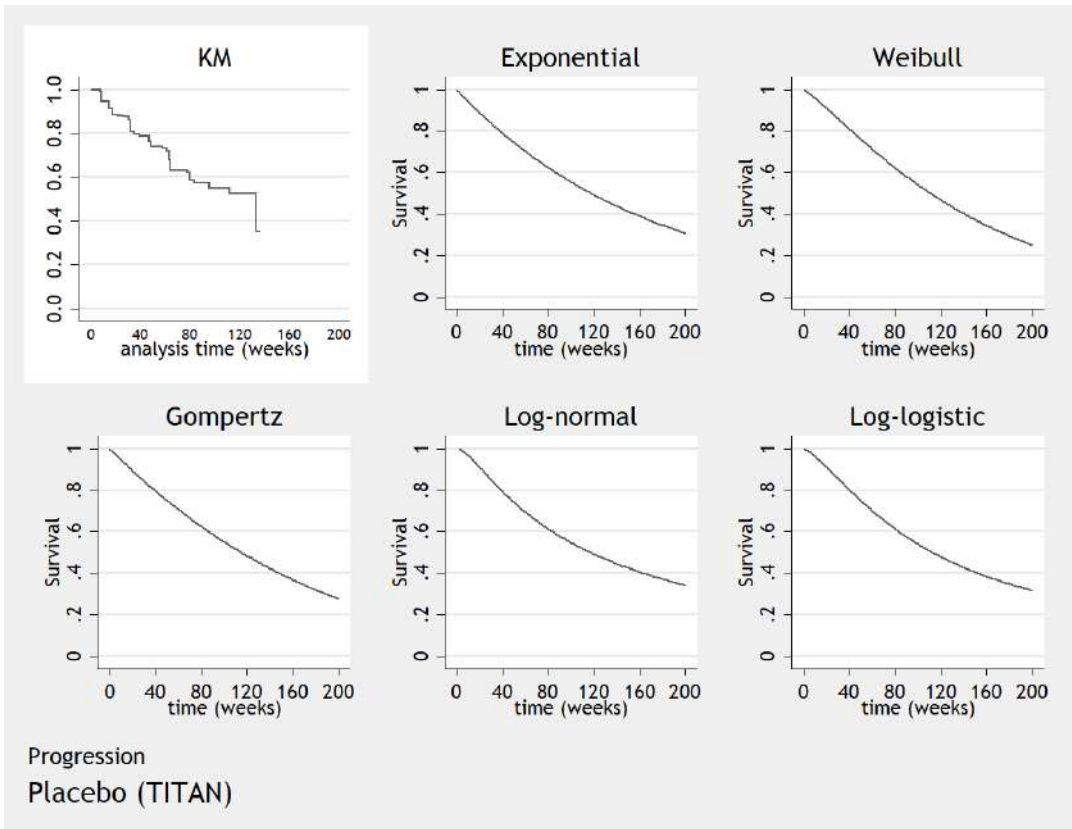 KM
1.0
0.8
0.6
0.4
0.2
0.0
0 40 80 120 160 200
analysis time (weeks)
Exponential
Survival
1
.8
.6
.4
.2
0
0 40 80 120 160 200
time (weeks)
Weibull
Survival
1
.8
.6
.4
.2
0
0 40 80 120 160 200
time (weeks)
Gompertz
Survival
1
.8
.6
.4
.2
0
0 40 80 120 160 200
time (weeks)
Log-normal
Survival
1
.8
.6
.4
.2
0
0 40 80 120 160 200
time (weeks)
Log-logistic
Survival
1
.8
.6
.4
.2
0
0 40 80 120 160 200
time (weeks)
Progression
Placebo (TITAN)